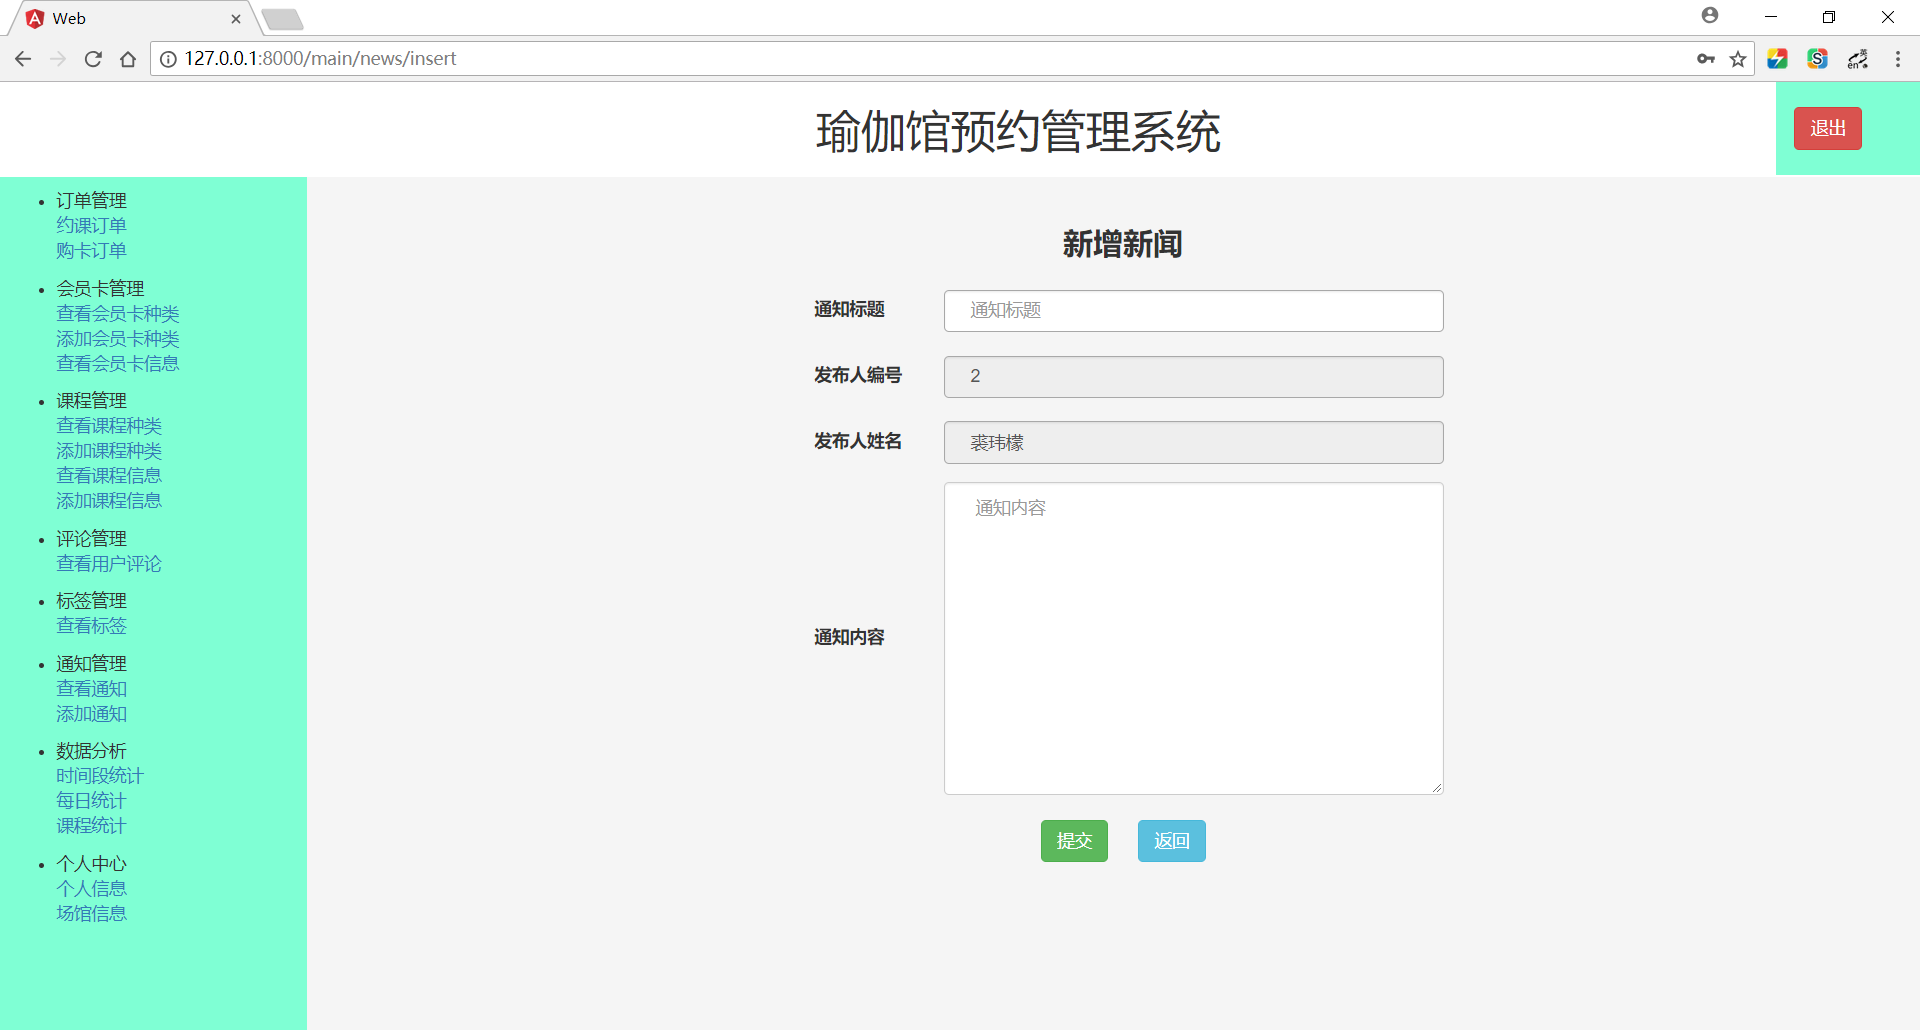 Web
127.0.0.1:8000/main/news/insert
瑜伽馆预约管理系统
退出
订单管理
约课订单
购卡订单
会员卡管理
查看会员卡种类
添加会员卡种类
查看会员卡信息
课程管理
查看课程种类
添加课程种类
查看课程信息
添加课程信息
评论管理
查看用户评论
标签管理
查看标签
通知管理
查看通知
添加通知
数据分析
时间段统计
每日统计
课程统计
个人中心
个人信息
场馆信息
新增新闻
通知标题 通知标题
发布人编号 2
发布人姓名 裘玮檬
通知内容
通知内容
提交 返回